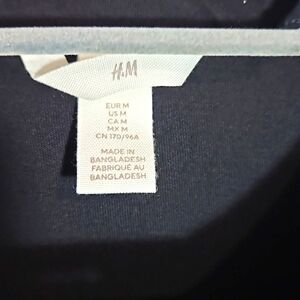 H&M
EUR M
US M
CA M
MX M
CN 170/96A
MADE IN
BANGLADESH
FABRIQUÉ AU
BANGLADESH